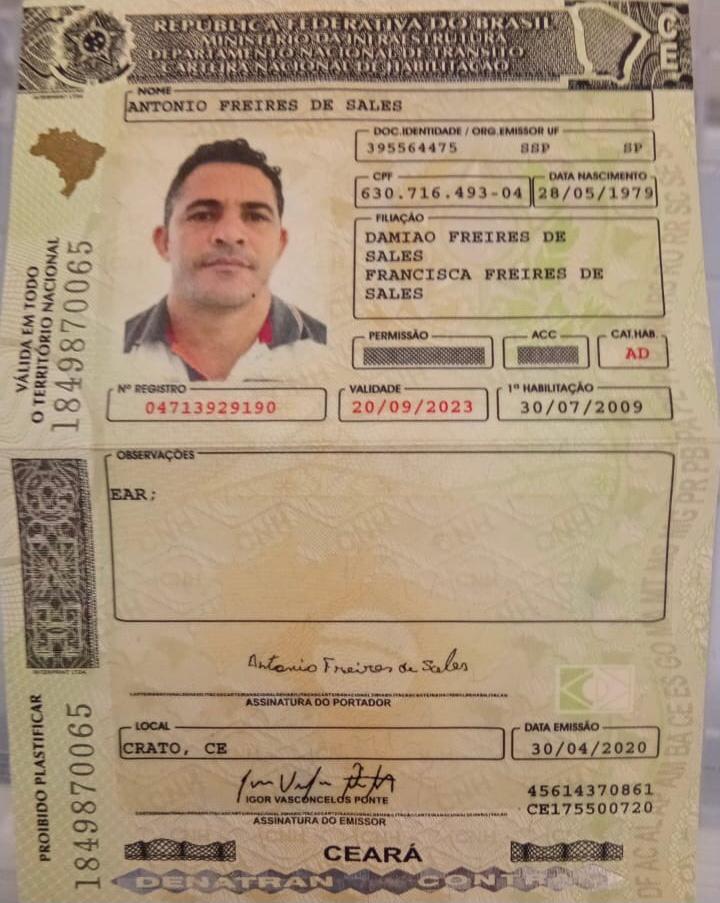 REPÚBLICA FEDERATIVA DO BRASIL
MINISTÉRIO DA INFRAESTRUTURA
DEPARTAMENTO NACIONAL DE TRÂNSITO
CARTEIRA NACIONAL DE HABILITAÇÃO
CE
NOME
ANTONIO FREIRES DE SALES
DOC.IDENTIDADE / ORG.EMISSOR UF
395564475 SSP SP
CPF
630.716.493-04
DATA NASCIMENTO
28/05/1979
FILIAÇÃO
DAMIAO FREIRES DE
SALES
FRANCISCA FREIRES DE
SALES
PERMISSÃO
ACC
CAT.HAB.
AD
Nº REGISTRO
04713929190
VALIDADE
20/09/2023
1ª HABILITAÇÃO
30/07/2009
VÁLIDA EM TODO
O TERRITÓRIO NACIONAL
1849870065
OBSERVAÇÕES
EAR;
Antonio Freires de Sales
ASSINATURA DO PORTADOR
LOCAL
CRATO, CE
DATA EMISSÃO
30/04/2020
IGOR VASCONCELOS PONTE
ASSINATURA DO EMISSOR
45614370861
CE175500720
PROIBIDO PLASTIFICAR
1849870065
CEARÁ
DENATRAN CONTRAN